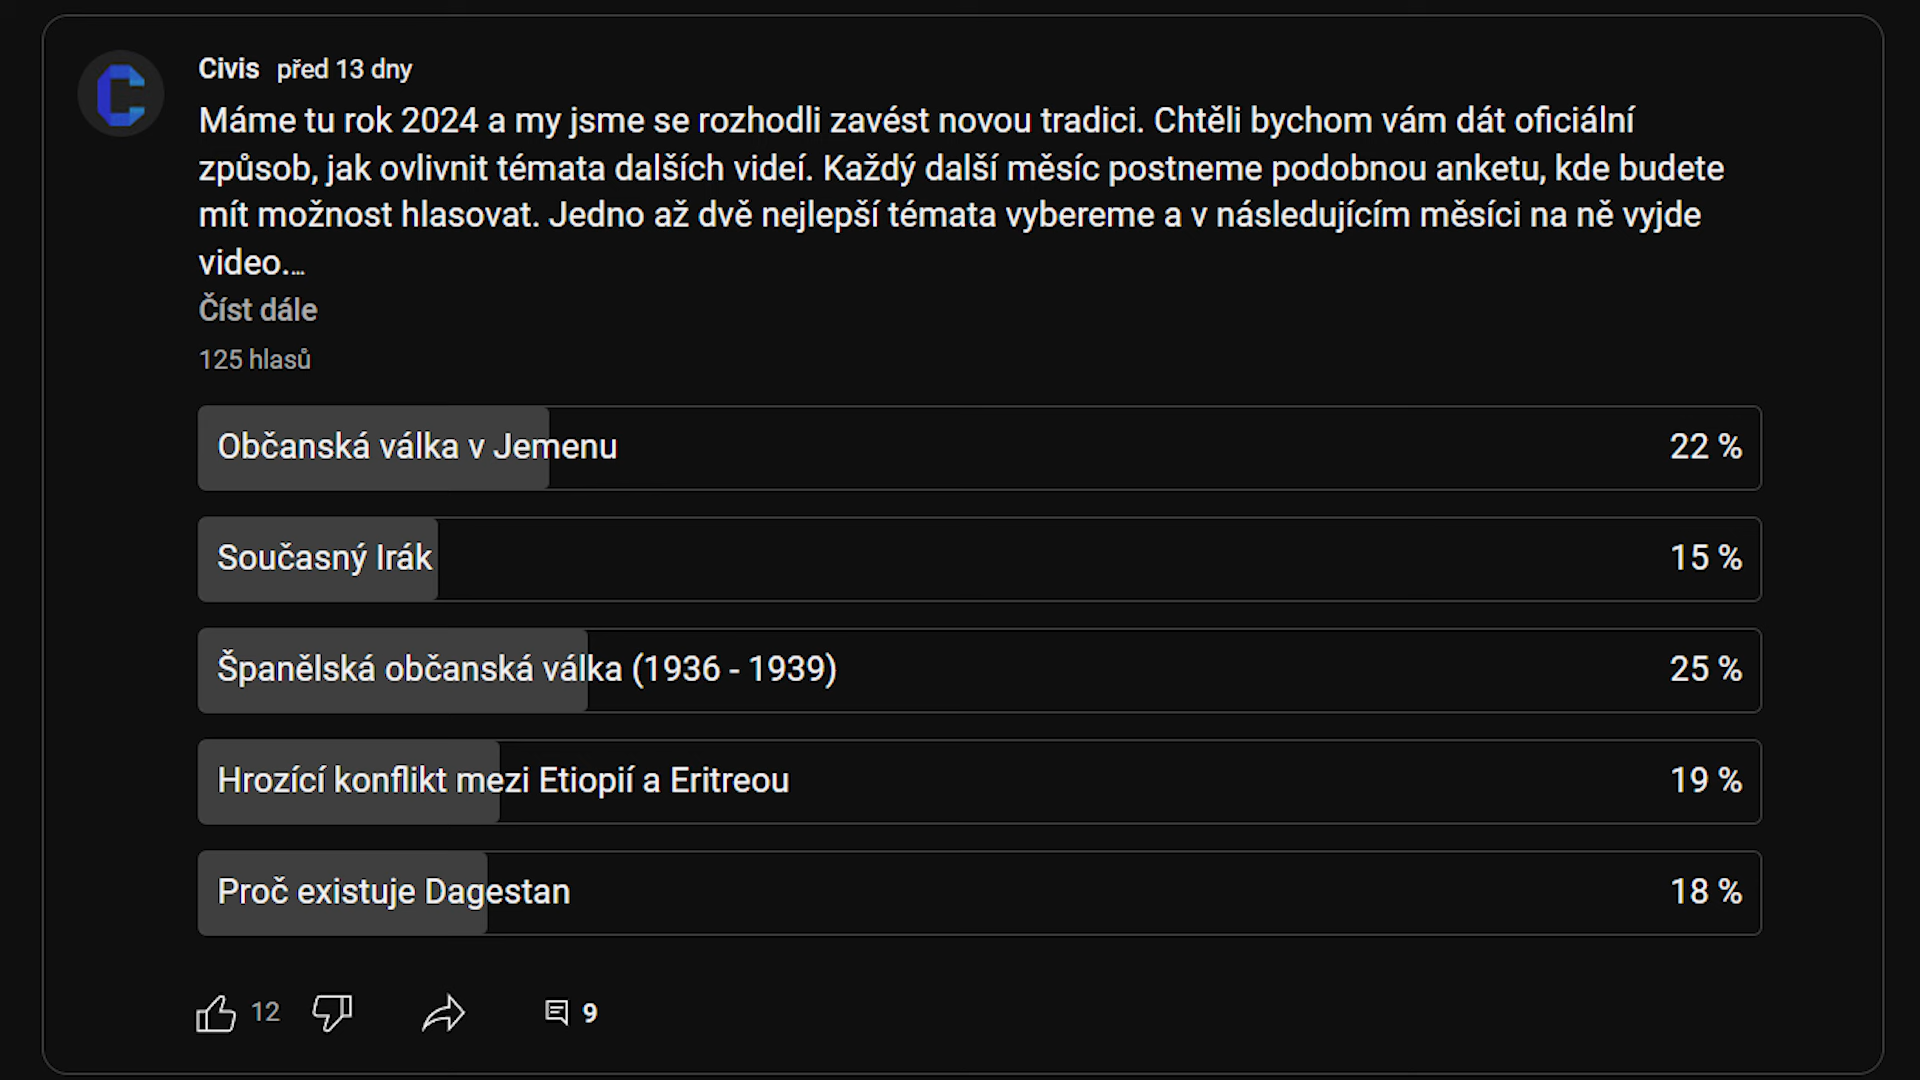 Civis před 13 dny
Máme tu rok 2024 a my jsme se rozhodli zavést novou tradici. Chtěli bychom vám dát oficiální
způsob, jak ovlivnit témata dalších videí. Každý další měsíc postneme podobnou anketu, kde budete
mít možnost hlasovat. Jedno až dvě nejlepší témata vybereme a v následujícím měsíci na ně vyjde
video.…
Číst dále
125 hlasů
Občanská válka v Jemenu 22 %
Současný Irák 15 %
Španělská občanská válka (1936 - 1939) 25 %
Hrozící konflikt mezi Etiopií a Eritreou 19 %
Proč existuje Dagestan 18 %
12 9